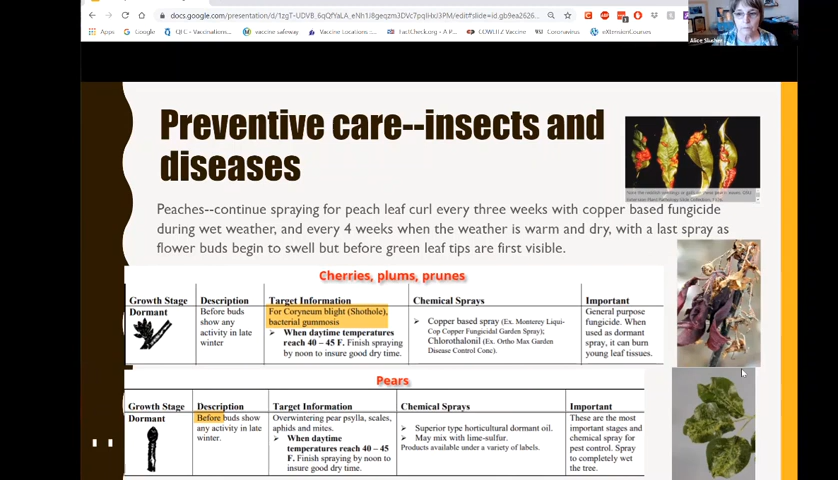 docs.google.com/presentation/d/
Apps
Google
QFC - Vaccination...
vaccine safeway
Vaccine Locations ::...
FactCheck.org - A P...
COWLITZ Vaccine
Coronavirus
eXtensionCourses
Preventive care--insects and
diseases
Peaches--continue spraying for peach leaf curl every three weeks with copper based fungicide
during wet weather, and every 4 weeks when the weather is warm and dry, with a last spray as
flower buds begin to swell but before green leaf tips are first visible.
Cherries, plums, prunes
Growth Stage Description Target Information Chemical Sprays Important
Dormant
Before buds
show any
activity in late
winter
For Coryneum blight (Shothole),
bacterial gummosis
➢ When daytime temperatures
reach 40 – 45 F. Finish spraying
by noon to insure good dry time.
➢ Copper based spray (Ex. Monterey Liqui-
Cop Copper Fungicidal Garden Spray);
Chlorothalonil (Ex. Ortho Max Garden
Disease Control Conc).
General purpose
fungicide. When
used as dormant
spray, it can burn
young leaf tissues.
Pears
Growth Stage Description Target Information Chemical Sprays Important
Dormant
Before buds show
any activity in late
winter.
Overwintering pear psylla, scales,
aphids and mites.
➢ When daytime
temperatures reach 40 – 45
F. Finish spraying by noon to
insure good dry time.
➢ Superior type horticultural dormant oil.
➢ May mix with lime-sulfur.
Products available under a variety of labels.
These are the most
important stages and
chemical spray for
pest control. Spray
to completely wet
the tree.